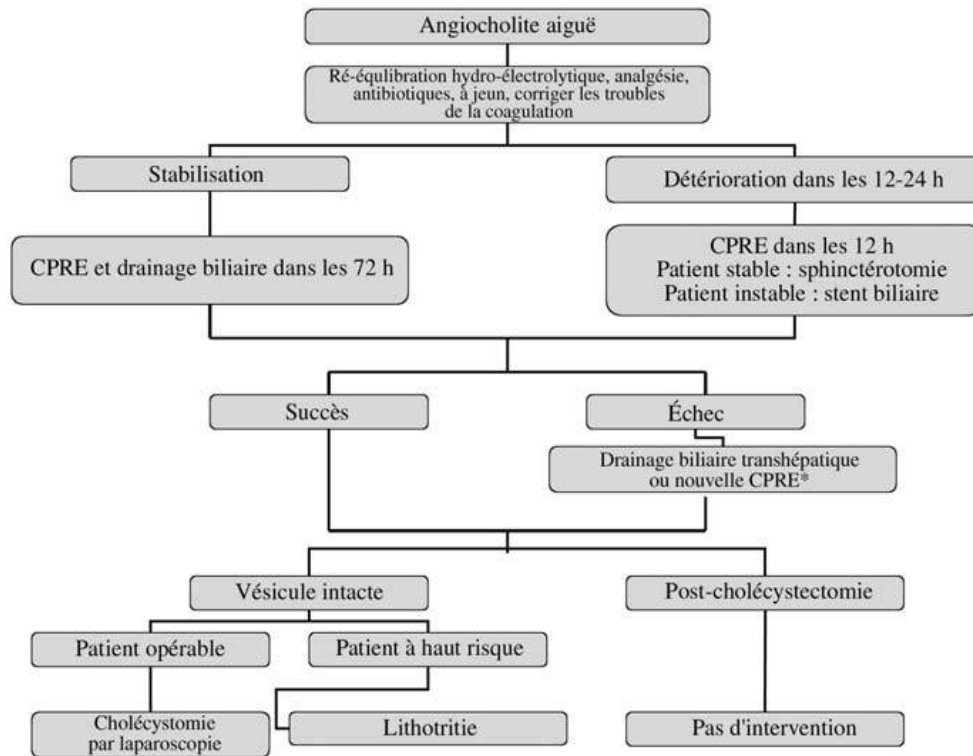 Angiocholite aiguë
Ré-équlibration hydro-électrolytique, analgésie,
antibiotiques, à jeun, corriger les troubles
de la coagulation
Stabilisation
Détérioration dans les 12-24 h
CPRE et drainage biliaire dans les 72 h
CPRE dans les 12 h
Patient stable : sphinctérotomie
Patient instable : stent biliaire
Succès
Échec
Drainage biliaire transhépatique
ou nouvelle CPRE*
Vésicule intacte
Post-cholécystectomie
Patient opérable
Patient à haut risque
Cholécystomie
par laparoscopie
Lithotritie
Pas d'intervention